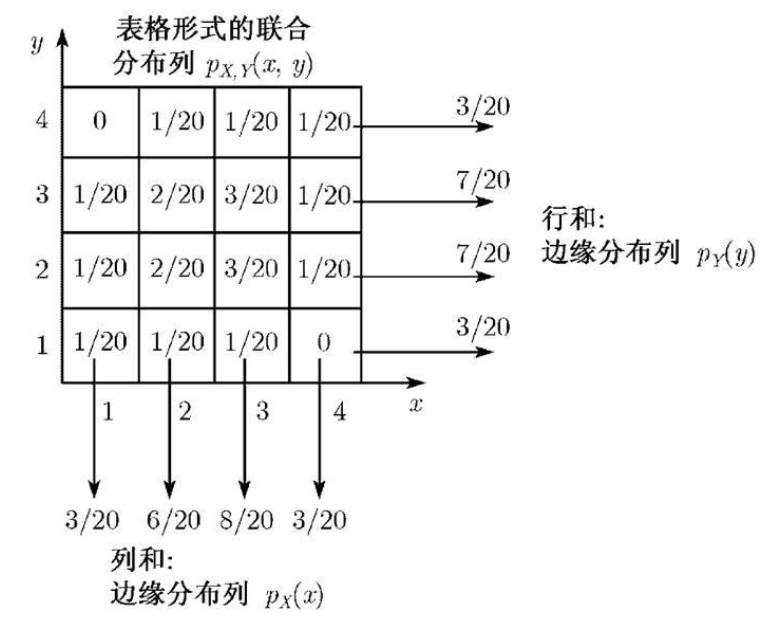 表格形式的联合
y 分布列 p_{X,Y}(x, y)
4 0 1/20 1/20 1/20 3/20
3 1/20 2/20 3/20 1/20 7/20
行和:
2 1/20 2/20 3/20 1/20 7/20 边缘分布列 p_Y(y)
1 1/20 1/20 1/20 0 3/20
1 2 3 4 x
3/20 6/20 8/20 3/20
列和:
边缘分布列 p_X(x)